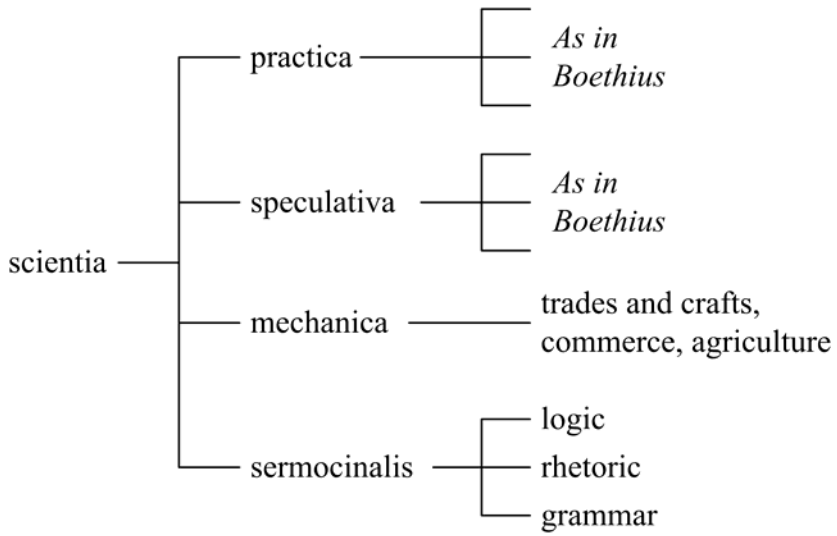 practica
As in
Boethius
speculativa
As in
Boethius
scientia
mechanica
trades and crafts,
commerce, agriculture
sermocinalis
logic
rhetoric
grammar